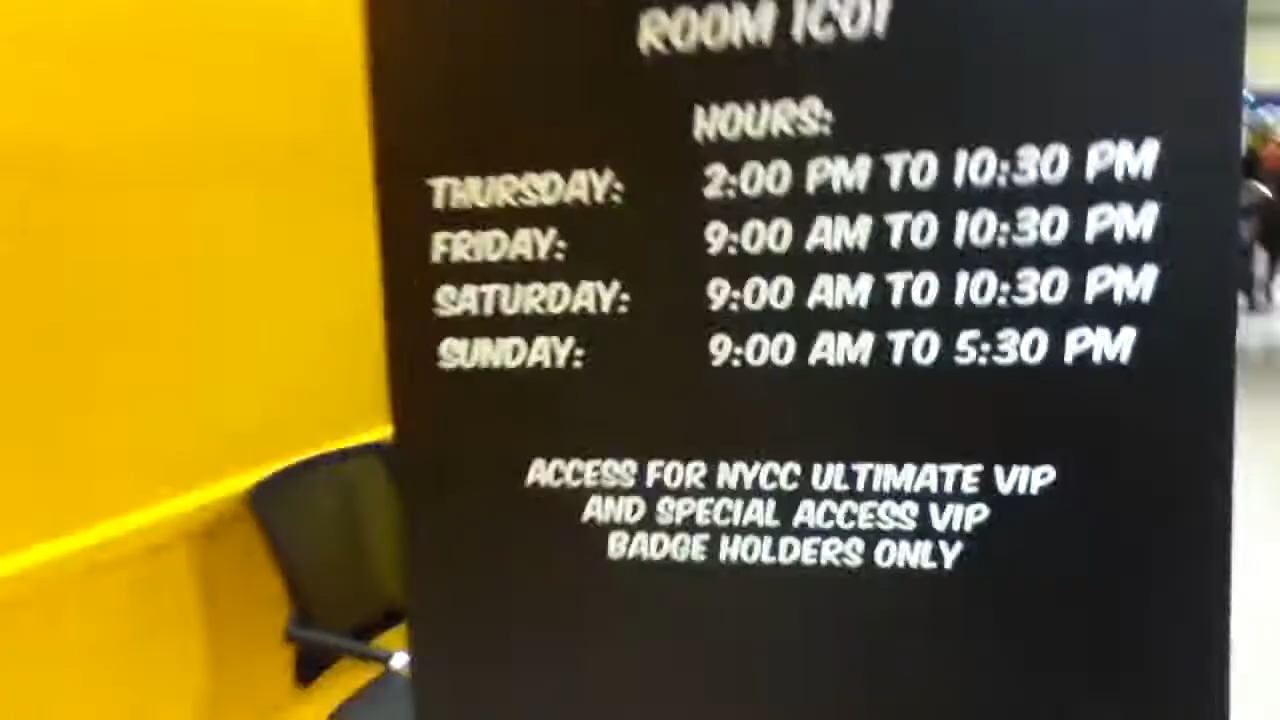 ROOM 1C01
HOURS:
THURSDAY: 2:00 PM TO 10:30 PM
FRIDAY: 9:00 AM TO 10:30 PM
SATURDAY: 9:00 AM TO 10:30 PM
SUNDAY: 9:00 AM TO 5:30 PM
ACCESS FOR NYCC ULTIMATE VIP
AND SPECIAL ACCESS VIP
BADGE HOLDERS ONLY